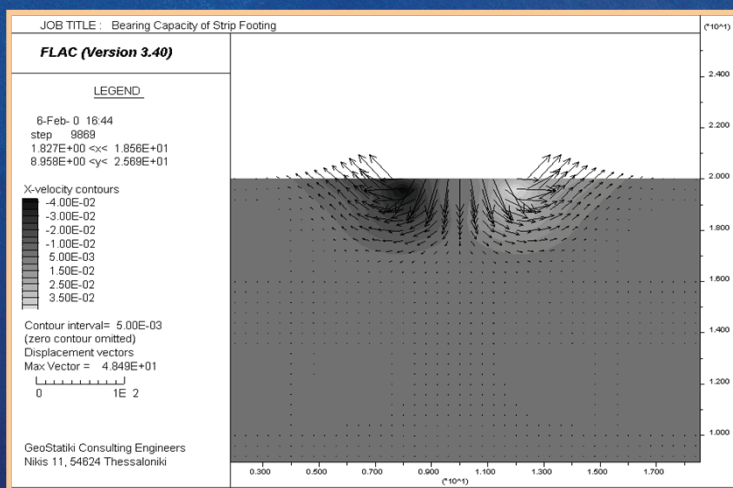 JOB TITLE : Bearing Capacity of Strip Footing
(*10^1)
FLAC (Version 3.40)
LEGEND
6-Feb- 0 16:44
step 9869
1.827E+00 <x< 1.856E+01
8.958E+00 <y< 2.569E+01
X-velocity contours
-4.00E-02
-3.00E-02
-2.00E-02
-1.00E-02
5.00E-03
1.50E-02
2.50E-02
3.50E-02
Contour interval= 5.00E-03
(zero contour omitted)
Displacement vectors
Max Vector = 4.849E+01
0 1E 2
GeoStatiki Consulting Engineers
Nikis 11, 54624 Thessaloniki
2.400
2.200
2.000
1.800
1.600
1.400
1.200
1.000
0.300 0.500 0.700 0.900 1.100 1.300 1.500 1.700
(*10^1)